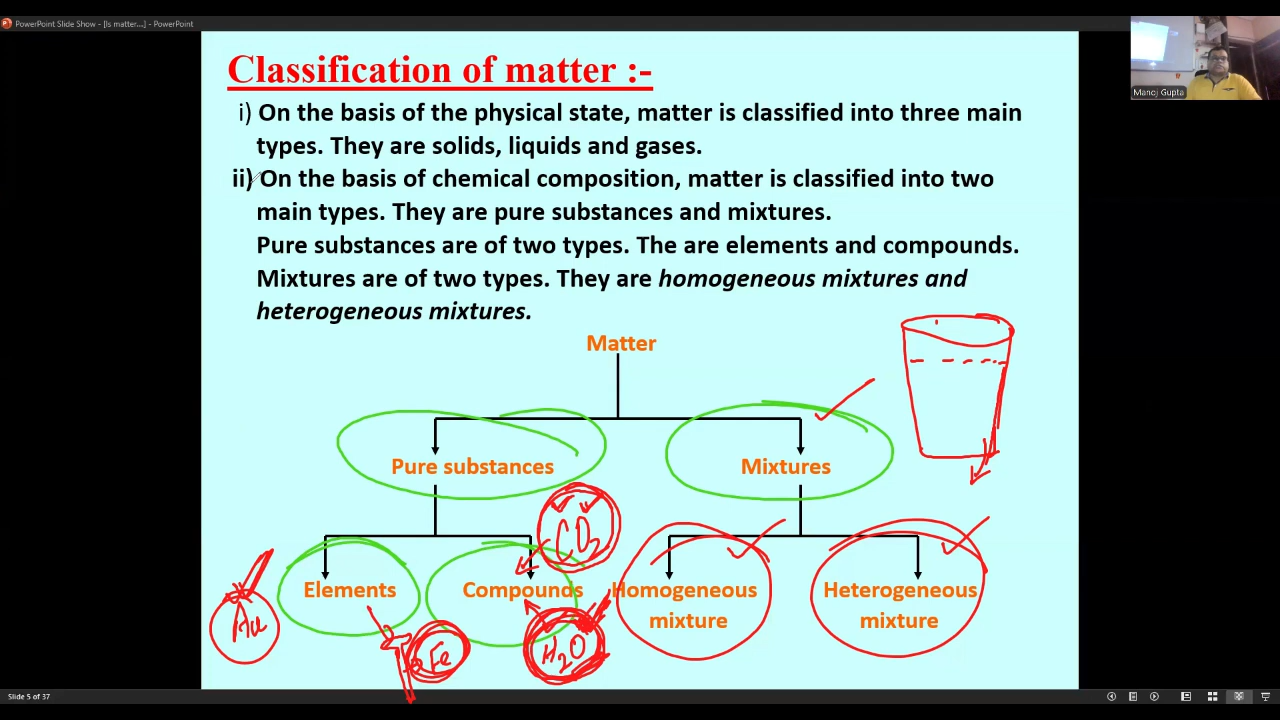 PowerPoint Slide Show - [Is matter...] - PowerPoint
Manoj Gupta
Classification of matter :-
i) On the basis of the physical state, matter is classified into three main
types. They are solids, liquids and gases.
ii) On the basis of chemical composition, matter is classified into two
main types. They are pure substances and mixtures.
Pure substances are of two types. The are elements and compounds.
Mixtures are of two types. They are homogeneous mixtures and
heterogeneous mixtures.
Matter
Pure substances Mixtures
CO2
Elements Compounds Homogeneous Heterogeneous
mixture mixture
Au
Fe
H2O
Slide 5 of 37